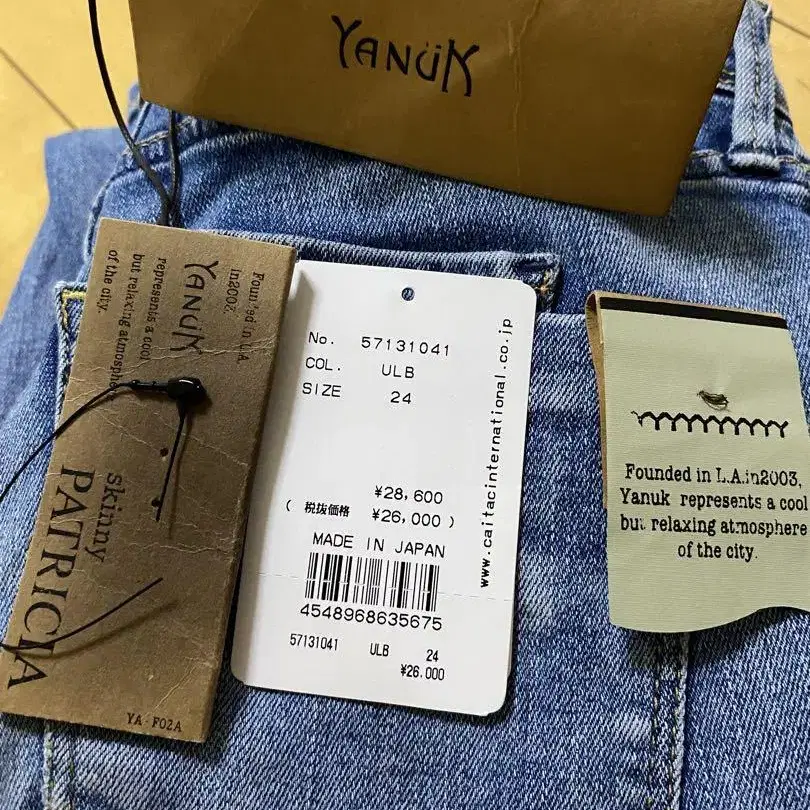 YANÜK
Founded in L.A
in2003,
YANÜK
represents a cool
but relaxing atmosphere
of the city.
skinny
PATRICIA
YA-F02A
No. 57131041
COL. ULB
SIZE 24
¥28,600
( 税抜価格 ¥26,000 )
MADE IN JAPAN
4548968635675
57131041 ULB 24
¥26.000
www.caitacinternational.co.jp
Founded in L.A.in2003,
Yanuk represents a cool
but relaxing atmosphere
of the city.